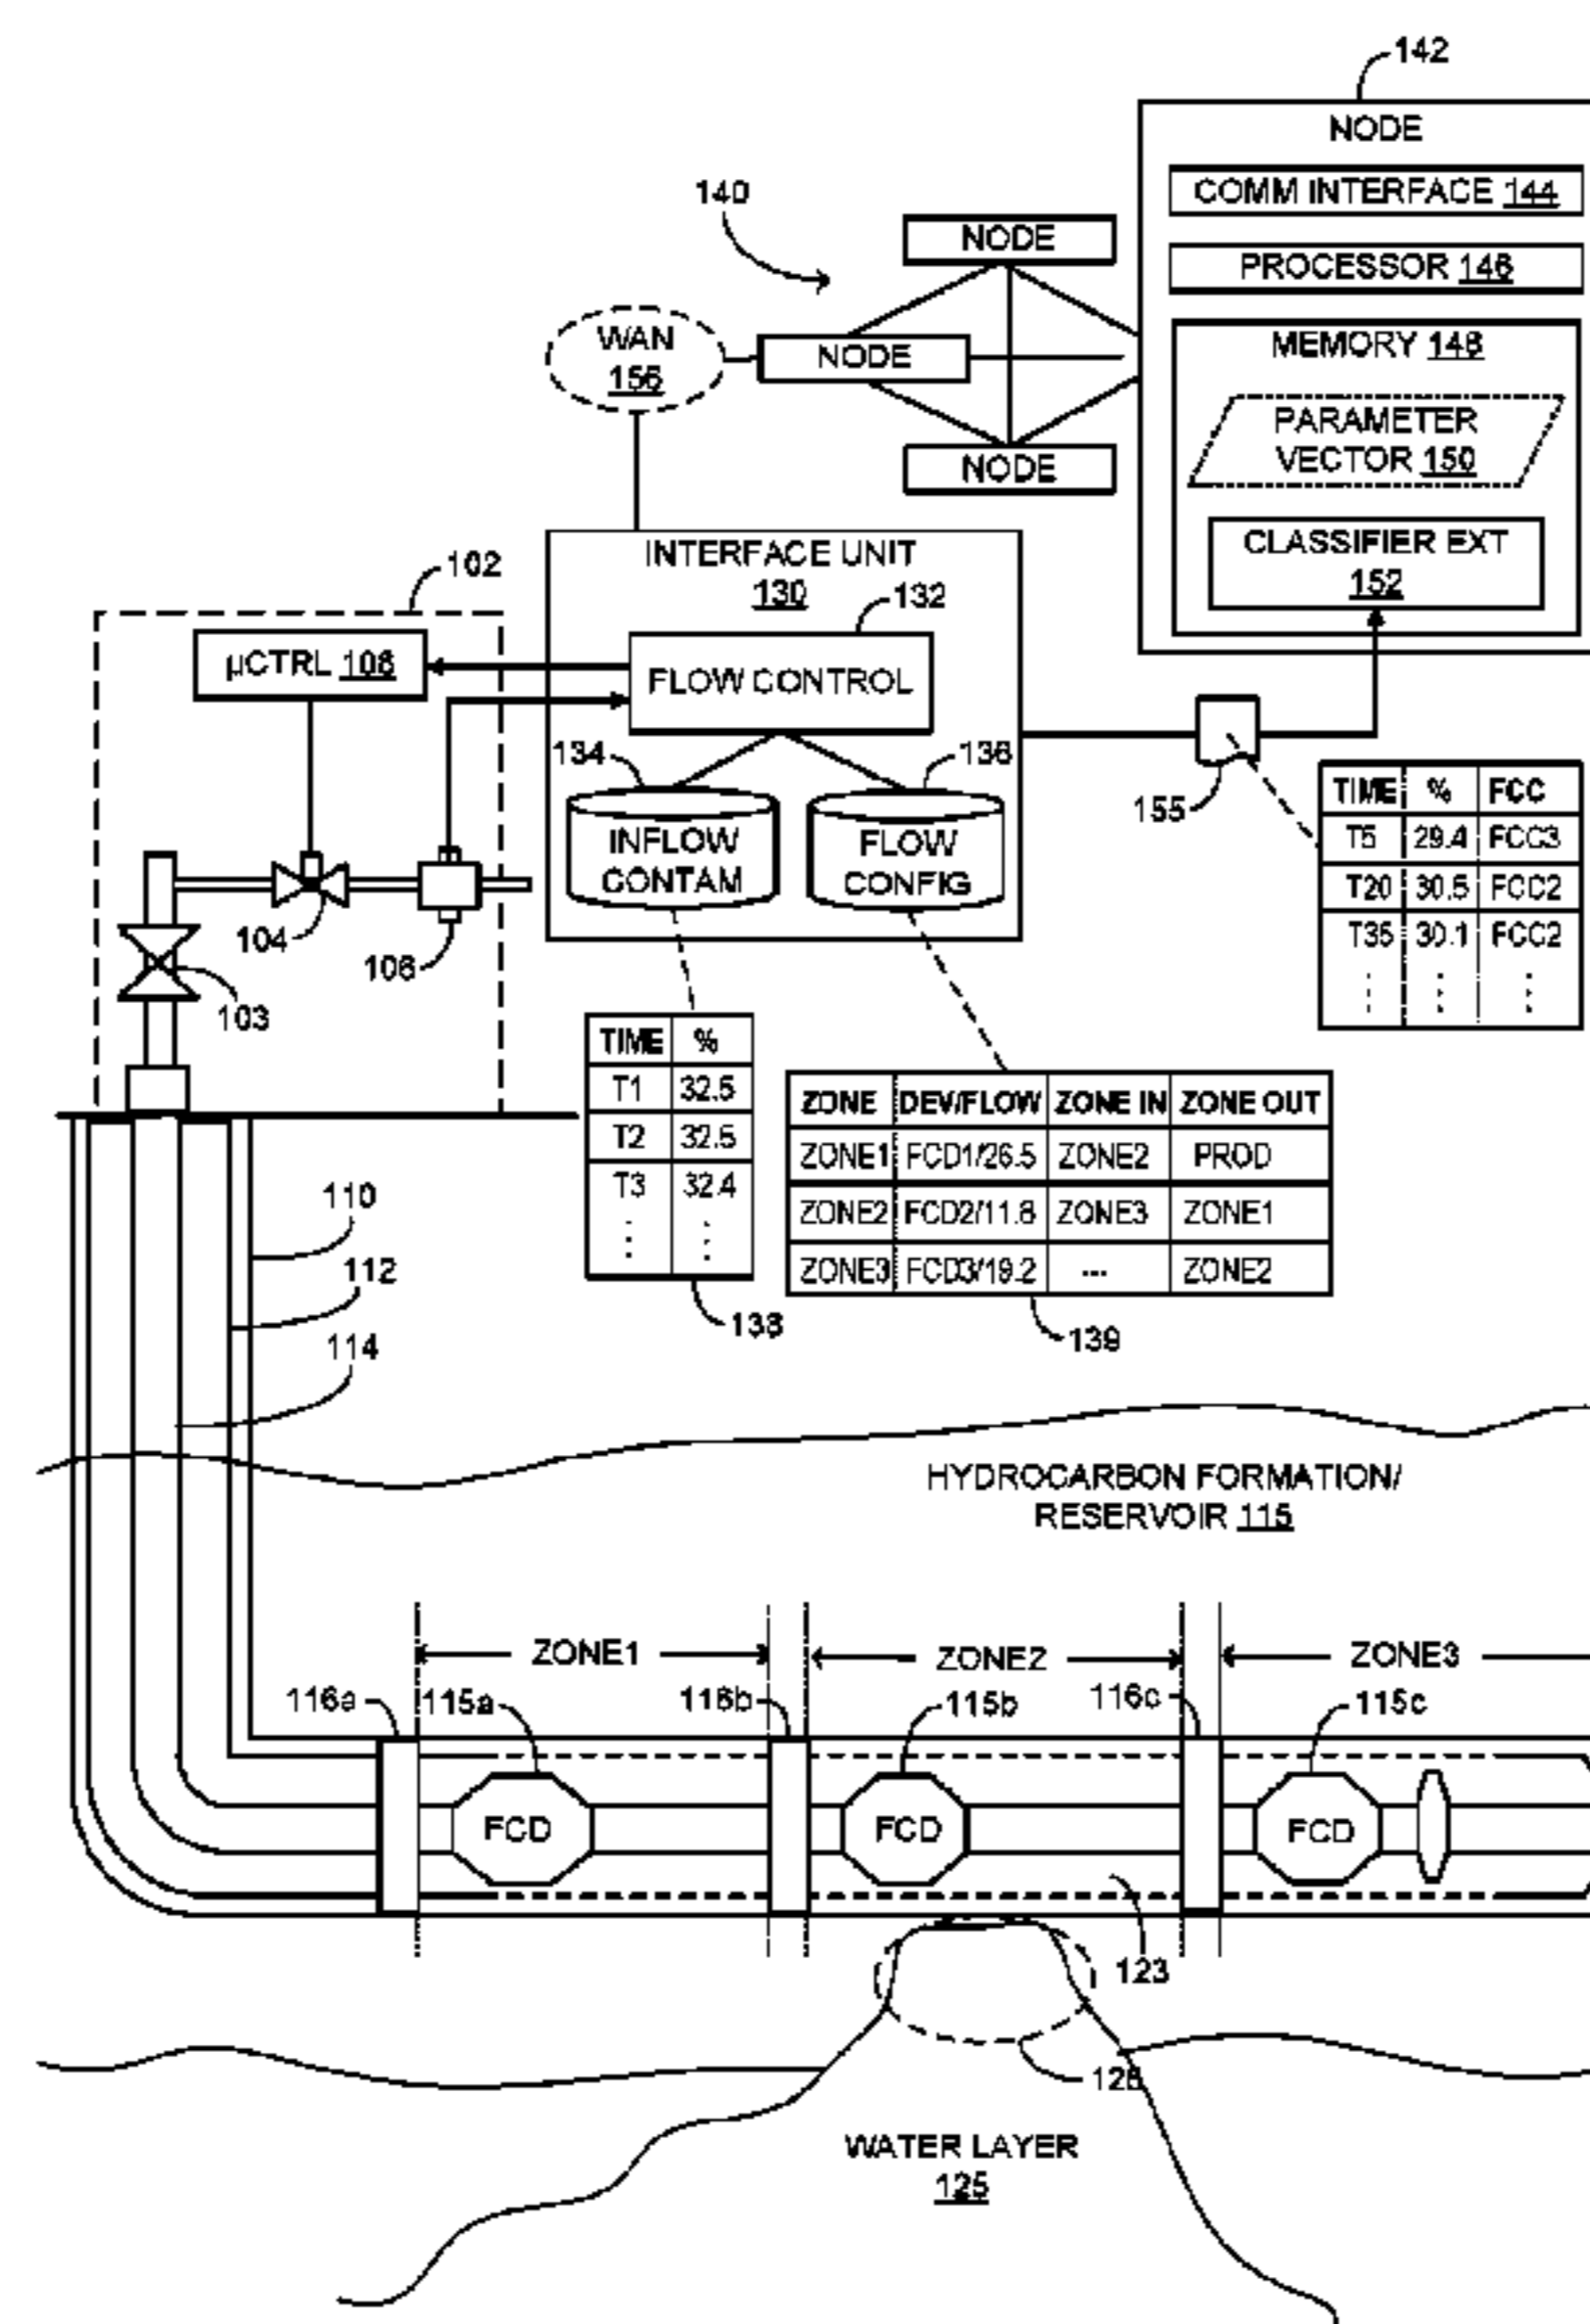 142
NODE
COMM INTERFACE 144
PROCESSOR 146
MEMORY 148
PARAMETER
VECTOR 150
CLASSIFIER EXT
152
140
NODE
NODE
NODE
WAN
156
INTERFACE UNIT
130
132
FLOW CONTROL
134
136
INFLOW
CONTAM
FLOW
CONFIG
102
µCTRL 108
104
106
103
155
TIME % FCC
T5 29.4 FCC3
T20 30.5 FCC2
T35 30.1 FCC2
TIME %
T1 32.5
T2 32.5
T3 32.4
138
ZONE DEV/FLOW ZONE IN ZONE OUT
ZONE1 FCD1/26.5 ZONE2 PROD
ZONE2 FCD2/11.8 ZONE3 ZONE1
ZONE3 FCD3/19.2 --- ZONE2
139
110
112
114
HYDROCARBON FORMATION/
RESERVOIR 115
ZONE1
ZONE2
ZONE3
116a
115a
116b
115b
116c
115c
FCD
FCD
FCD
123
WATER LAYER
125